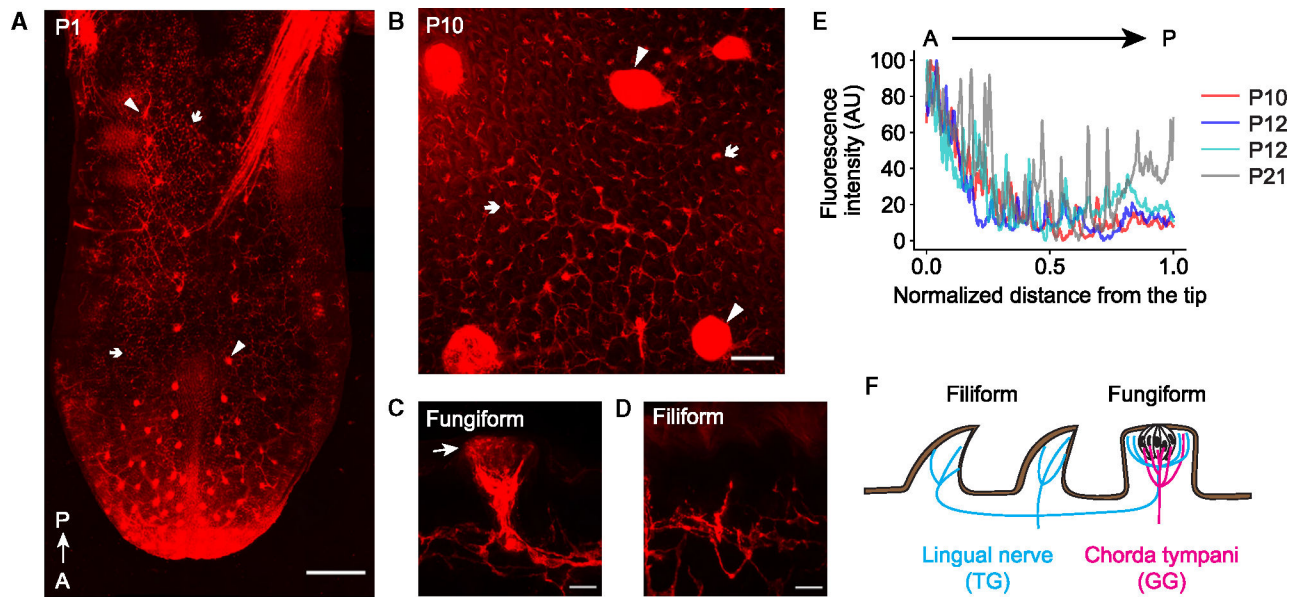 A
P1
P
A
B
P10
C
Fungiform
D
Filiform
E
A
P
100
80
60
40
20
0
Fluorescence
intensity (AU)
0.0
0.5
1.0
Normalized distance from the tip
P10
P12
P12
P21
F
Filiform
Fungiform
Lingual nerve
(TG)
Chorda tympani
(GG)